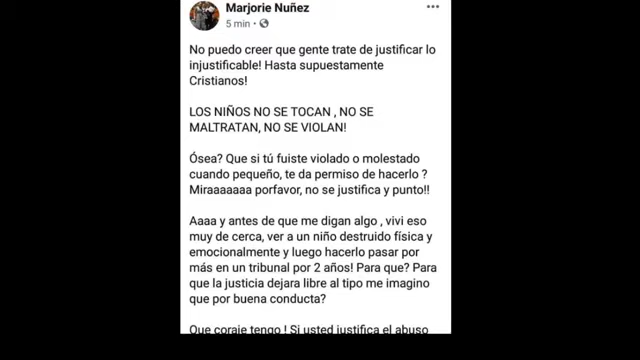 Marjorie Nuñez
5 min •
No puedo creer que gente trate de justificar lo
injustificable! Hasta supuestamente
Cristianos!
LOS NIÑOS NO SE TOCAN , NO SE
MALTRATAN, NO SE VIOLAN!
Ósea? Que si tú fuiste violado o molestado
cuando pequeño, te da permiso de hacerlo ?
Miraaaaaaa porfavor, no se justifica y punto!!
Aaaa y antes de que me digan algo , vivi eso
muy de cerca, ver a un niño destruido física y
emocionalmente y luego hacerlo pasar por
más en un tribunal por 2 años! Para que? Para
que la justicia dejara libre al tipo me imagino
que por buena conducta?
Que coraje tengo ! Si usted justifica el abuso